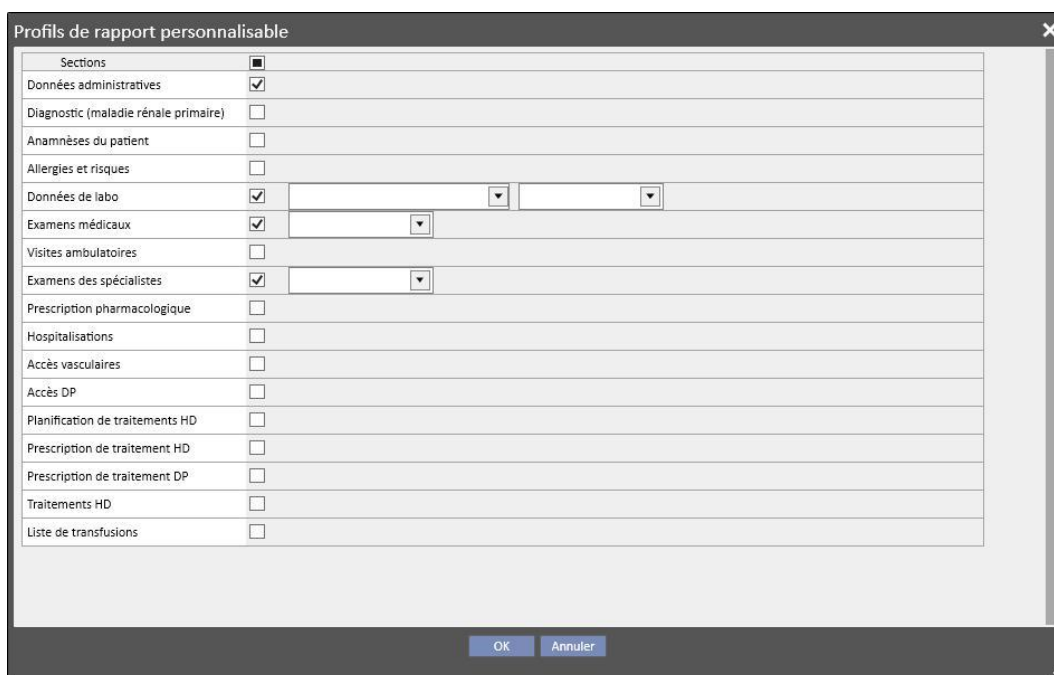 Profils de rapport personnalisable
Sections
Données administratives
Diagnostic (maladie rénale primaire)
Anamnèses du patient
Allergies et risques
Données de labo
Examens médicaux
Visites ambulatoires
Examens des spécialistes
Prescription pharmacologique
Hospitalisations
Accès vasculaires
Accès DP
Planification de traitements HD
Prescription de traitement HD
Prescription de traitement DP
Traitements HD
Liste de transfusions
OK Annuler